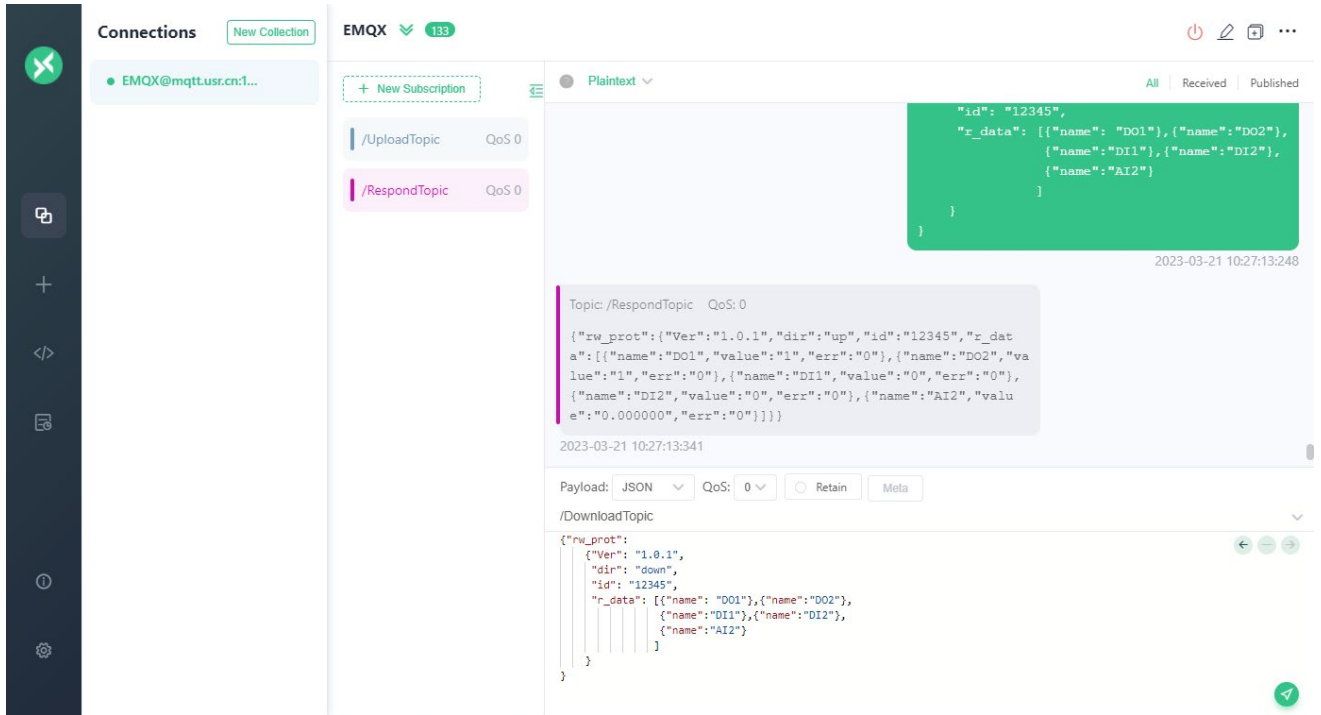 Connections
New Collection
EMQX@mqtt.usr.cn:1...
EMQX
133
+ New Subscription
/UploadTopic QoS 0
/RespondTopic QoS 0
Plaintext
All Received Published
"id": "12345",
"r_data": [{"name": "DO1"},{"name":"DO2"},
{"name":"DI1"},{"name":"DI2"},
{"name":"AI2"}
]
}
}
2023-03-21 10:27:13:248
Topic: /RespondTopic QoS: 0
{"rw_prot":{"Ver":"1.0.1","dir":"up","id":"12345","r_dat
a":[{"name":"DO1","value":"1","err":"0"},{"name":"DO2","va
lue":"1","err":"0"},{"name":"DI1","value":"0","err":"0"},
{"name":"DI2","value":"0","err":"0"},{"name":"AI2","valu
e":"0.000000","err":"0"}]}}
2023-03-21 10:27:13:341
Payload: JSON QoS: 0 Retain Meta
/DownloadTopic
{"rw_prot":
{"Ver": "1.0.1",
"dir": "down",
"id": "12345",
"r_data": [{"name": "DO1"},{"name":"DO2"},
{"name":"DI1"},{"name":"DI2"},
{"name":"AI2"}
]
}
}